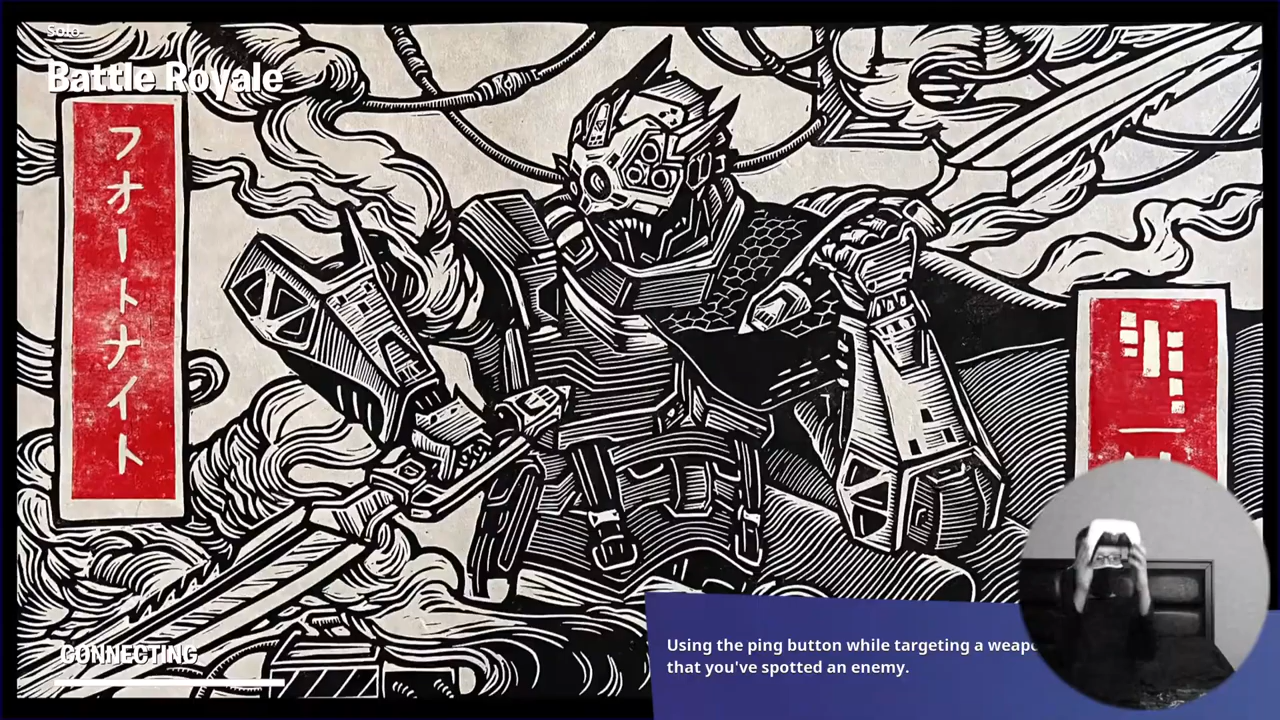 Solo
Battle Royale
フォートナイト
CONNECTING
Using the ping button while targeting a
that you've spotted an enemy.